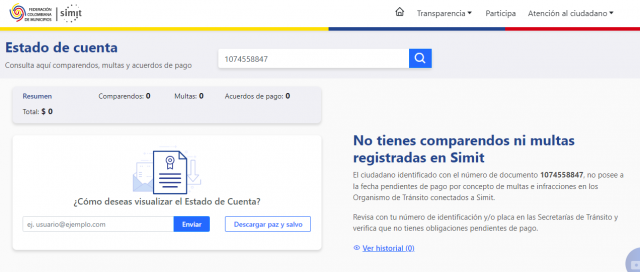 FEDERACIÓN
COLOMBIANA
DE MUNICIPIOS
simit
Transparencia
Participa
Atención al ciudadano
Estado de cuenta
Consulta aquí comparendos, multas y acuerdos de pago
1074558847
Resumen
Comparendos: 0
Multas: 0
Acuerdos de pago: 0
Total: $ 0
¿Cómo deseas visualizar el Estado de Cuenta?
ej. usuario@ejemplo.com
Enviar
Descargar paz y salvo
No tienes comparendos ni multas
registradas en Simit
El ciudadano identificado con el número de documento 1074558847, no posee a
la fecha pendientes de pago por concepto de multas e infracciones en los
Organismo de Tránsito conectados a Simit.
Revisa con tu número de identificación y/o placa en las Secretarías de Tránsito y
verifica que no tienes obligaciones pendientes de pago.
Ver historial (0)